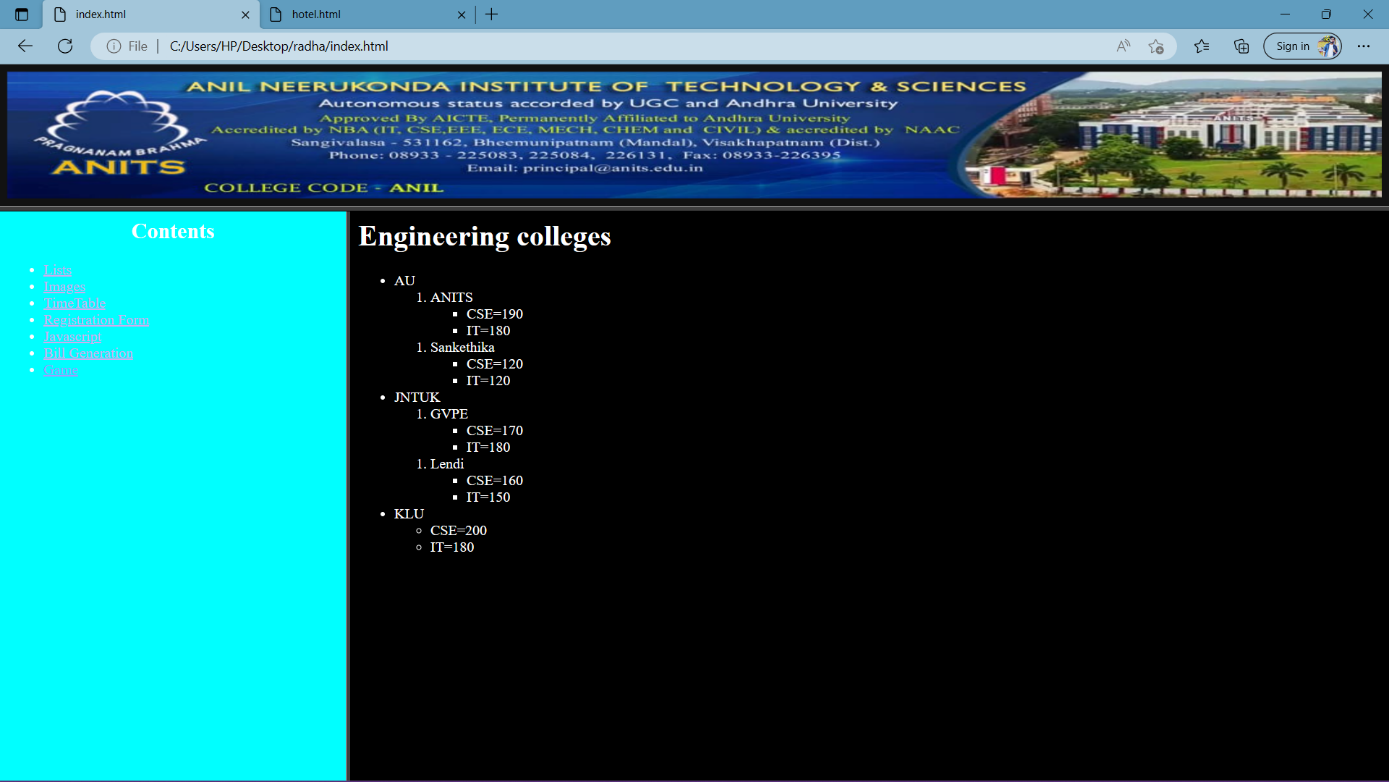 index.html
hotel.html
File
C:/Users/HP/Desktop/radha/index.html
Sign in
ANIL NEERUKONDA INSTITUTE OF TECHNOLOGY & SCIENCES
Autonomous status accorded by UGC and Andhra University
Approved By AICTE, Permanently Affiliated to Andhra University
Accredited by NBA (IT, CSE,EEE, ECE, MECH, CHEM and CIVIL) & accredited by NAAC
Sangivalasa - 531162, Bheemunipatnam (Mandal), Visakhapatnam (Dist.)
Phone: 08933 - 225083, 225084, 226131, Fax: 08933-226395
Email: principal@anits.edu.in
COLLEGE CODE - ANIL
PRAGNANAM BRAHMA
ANITS
ANITS
Contents
Lists
Images
TimeTable
Registration Form
Javascript
Bill Generation
Game
Engineering colleges
AU
1. ANITS
CSE=190
IT=180
1. Sankethika
CSE=120
IT=120
JNTUK
1. GVPE
CSE=170
IT=180
1. Lendi
CSE=160
IT=150
KLU
CSE=200
IT=180